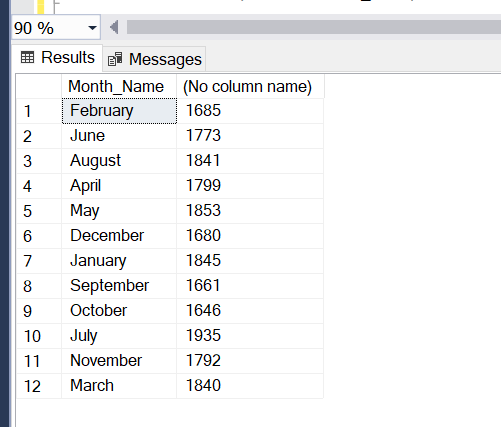 90 %
Results Messages
Month_Name (No column name)
1 February 1685
2 June 1773
3 August 1841
4 April 1799
5 May 1853
6 December 1680
7 January 1845
8 September 1661
9 October 1646
10 July 1935
11 November 1792
12 March 1840